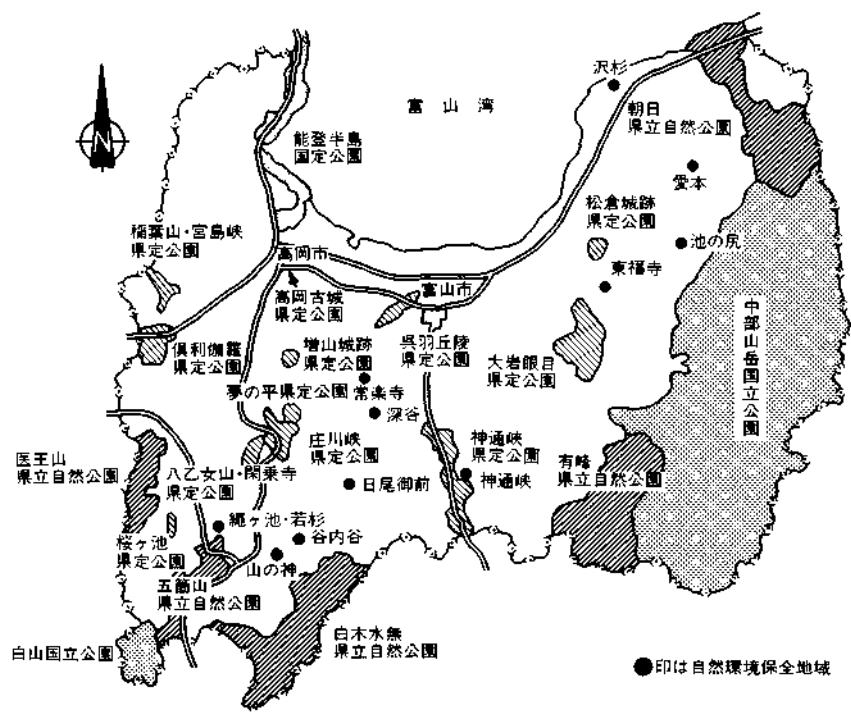 沢杉
富山湾
朝日
県立自然公園
能登半島
国定公園
N
愛本
松倉城跡
県定公園
稲葉山・宮島峡
県定公園
池の尻
高岡市
東福寺
富山市
高岡古城
県定公園
中部山岳国立公園
倶利伽羅
県定公園
増山城跡
県定公園
呉羽丘陵
県定公園
大岩眼目
県定公園
夢の平県定公園
常楽寺
深谷
庄川峡
県定公園
神通峡
県定公園
医王山
県立自然公園
八乙女山・閑乗寺
県定公園
有峰
県立自然公園
日尾御前
神通峡
縄ヶ池・若杉
谷内谷
桜ヶ池
県定公園
山の神
五箇山
県立自然公園
白山国立公園
白木水無
県立自然公園
●印は自然環境保全地域